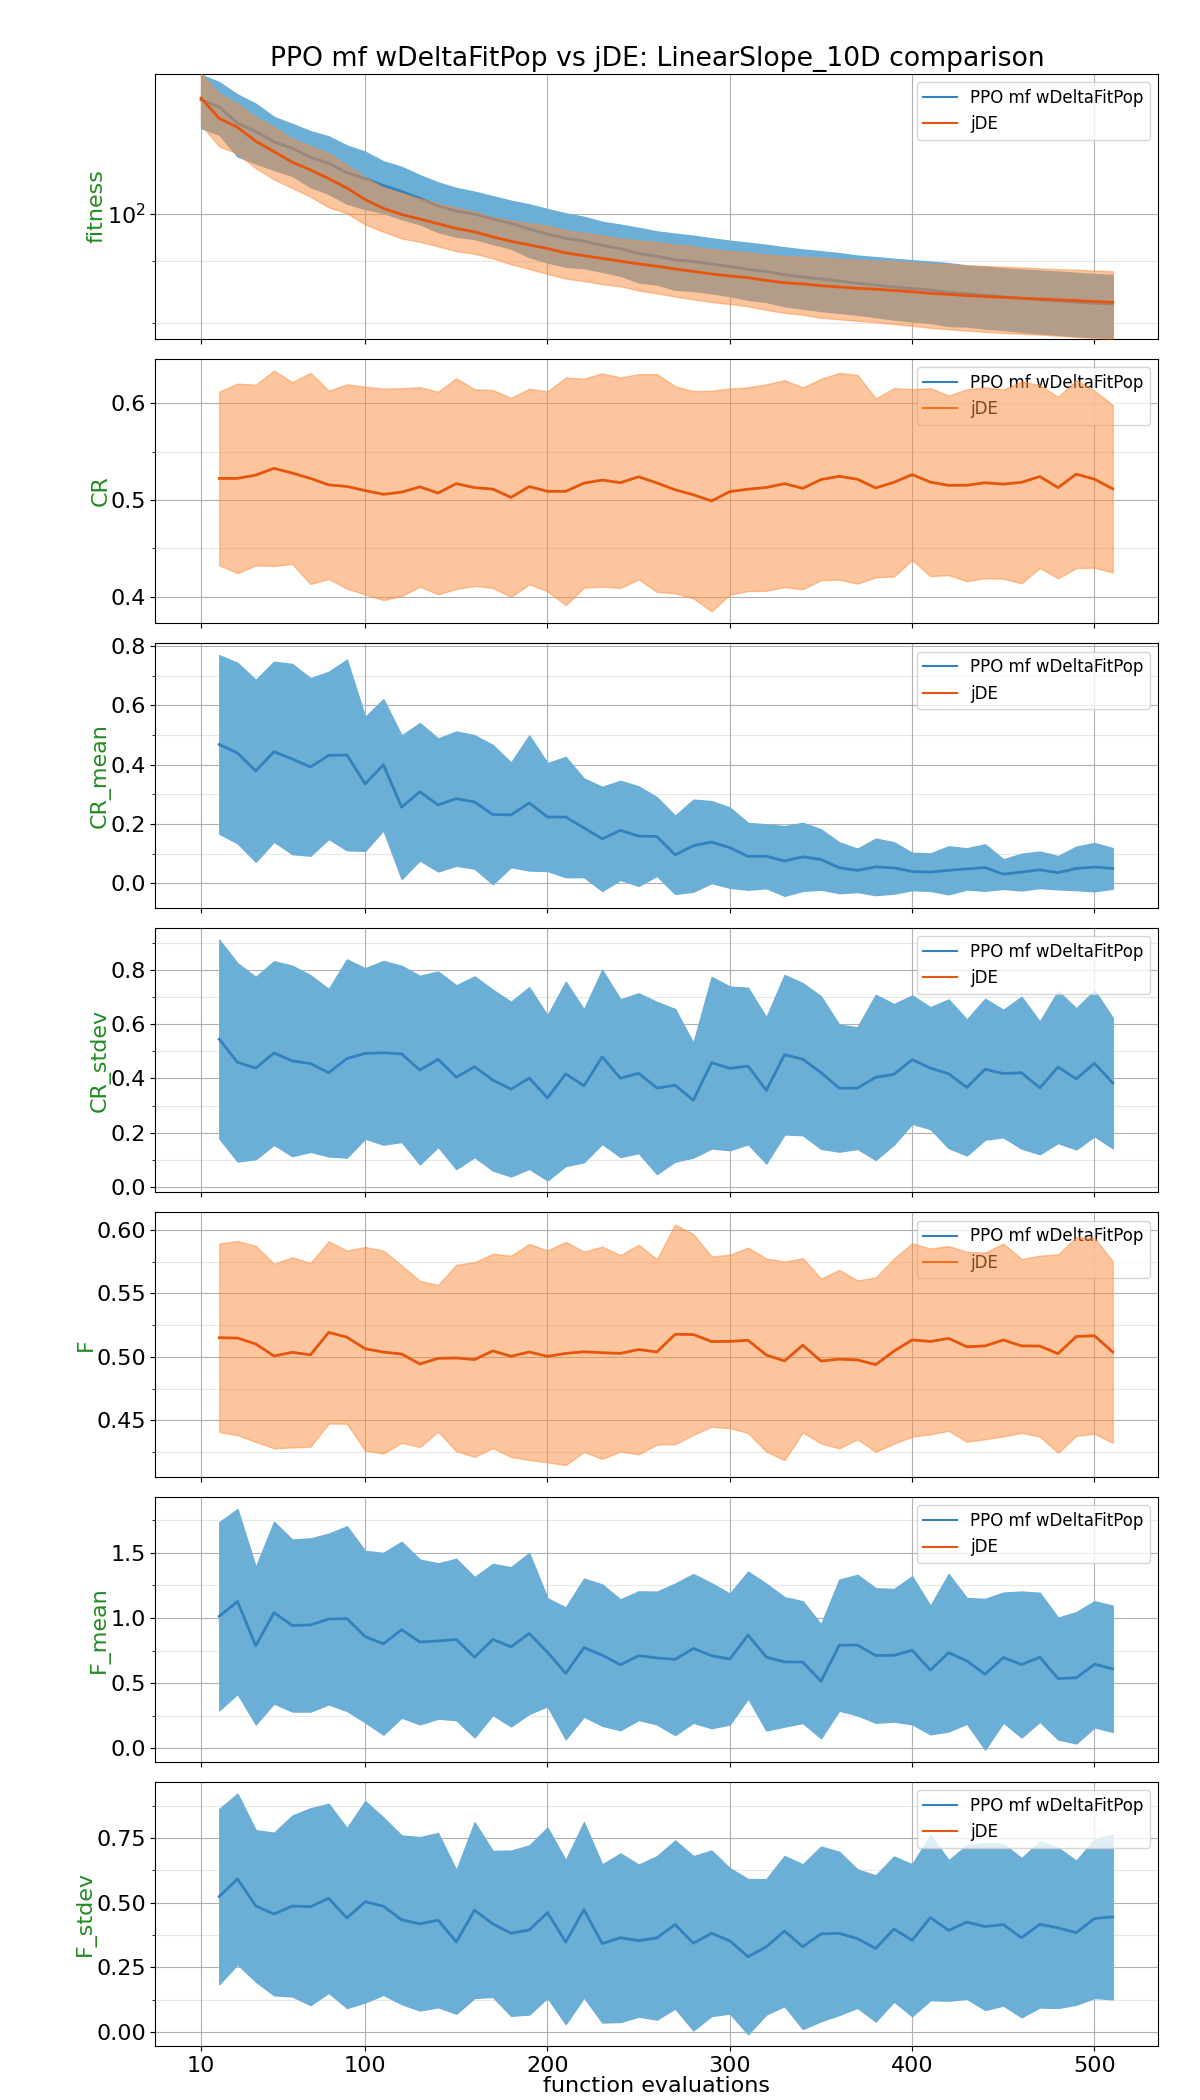 PPO mf wDeltaFitPop vs jDE: LinearSlope_10D comparison
PPO mf wDeltaFitPop
jDE
fitness
10²
PPO mf wDeltaFitPop
jDE
CR
0.6
0.5
0.4
PPO mf wDeltaFitPop
jDE
CR_mean
0.8
0.6
0.4
0.2
0.0
PPO mf wDeltaFitPop
jDE
CR_stdev
0.8
0.6
0.4
0.2
0.0
PPO mf wDeltaFitPop
jDE
F
0.60
0.55
0.50
0.45
PPO mf wDeltaFitPop
jDE
F_mean
1.5
1.0
0.5
0.0
PPO mf wDeltaFitPop
jDE
F_stdev
0.75
0.50
0.25
0.00
10 100 200 300 400 500
function evaluations